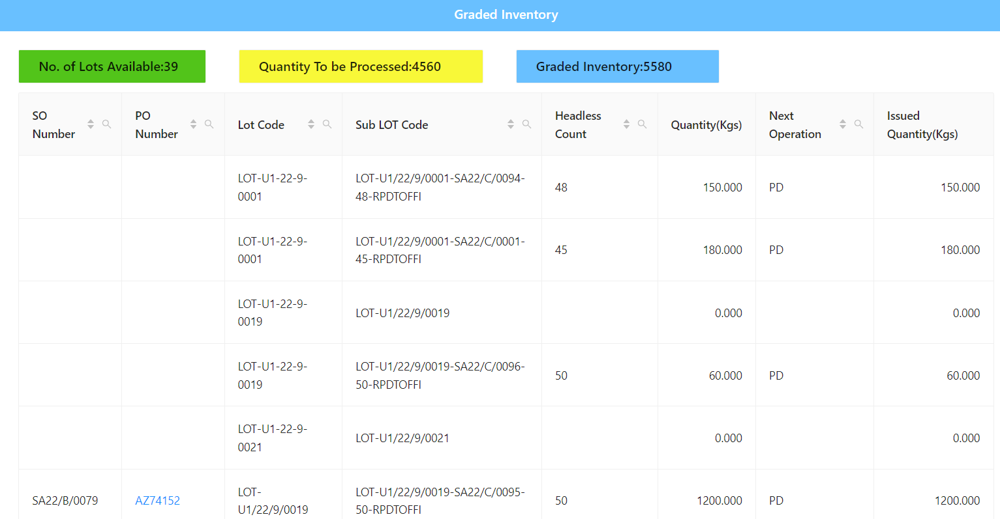 Graded Inventory
No. of Lots Available:39
Quantity To be Processed:4560
Graded Inventory:5580
SO Number
PO Number
Lot Code
Sub LOT Code
Headless Count
Quantity(Kgs)
Next Operation
Issued Quantity(Kgs)
LOT-U1-22-9-
0001
LOT-U1/22/9/0001-SA22/C/0094-
48-RPDTOFFI
48
150.000
PD
150.000
LOT-U1-22-9-
0001
LOT-U1/22/9/0001-SA22/C/0001-
45-RPDTOFFI
45
180.000
PD
180.000
LOT-U1-22-9-
0019
LOT-U1/22/9/0019
0.000
0.000
LOT-U1-22-9-
0019
LOT-U1/22/9/0019-SA22/C/0096-
50-RPDTOFFI
50
60.000
PD
60.000
LOT-U1-22-9-
0021
LOT-U1/22/9/0021
0.000
0.000
SA22/B/0079
AZ74152
LOT-
U1/22/9/0019
LOT-U1/22/9/0019-SA22/C/0095-
50-RPDTOFFI
50
1200.000
PD
1200.000